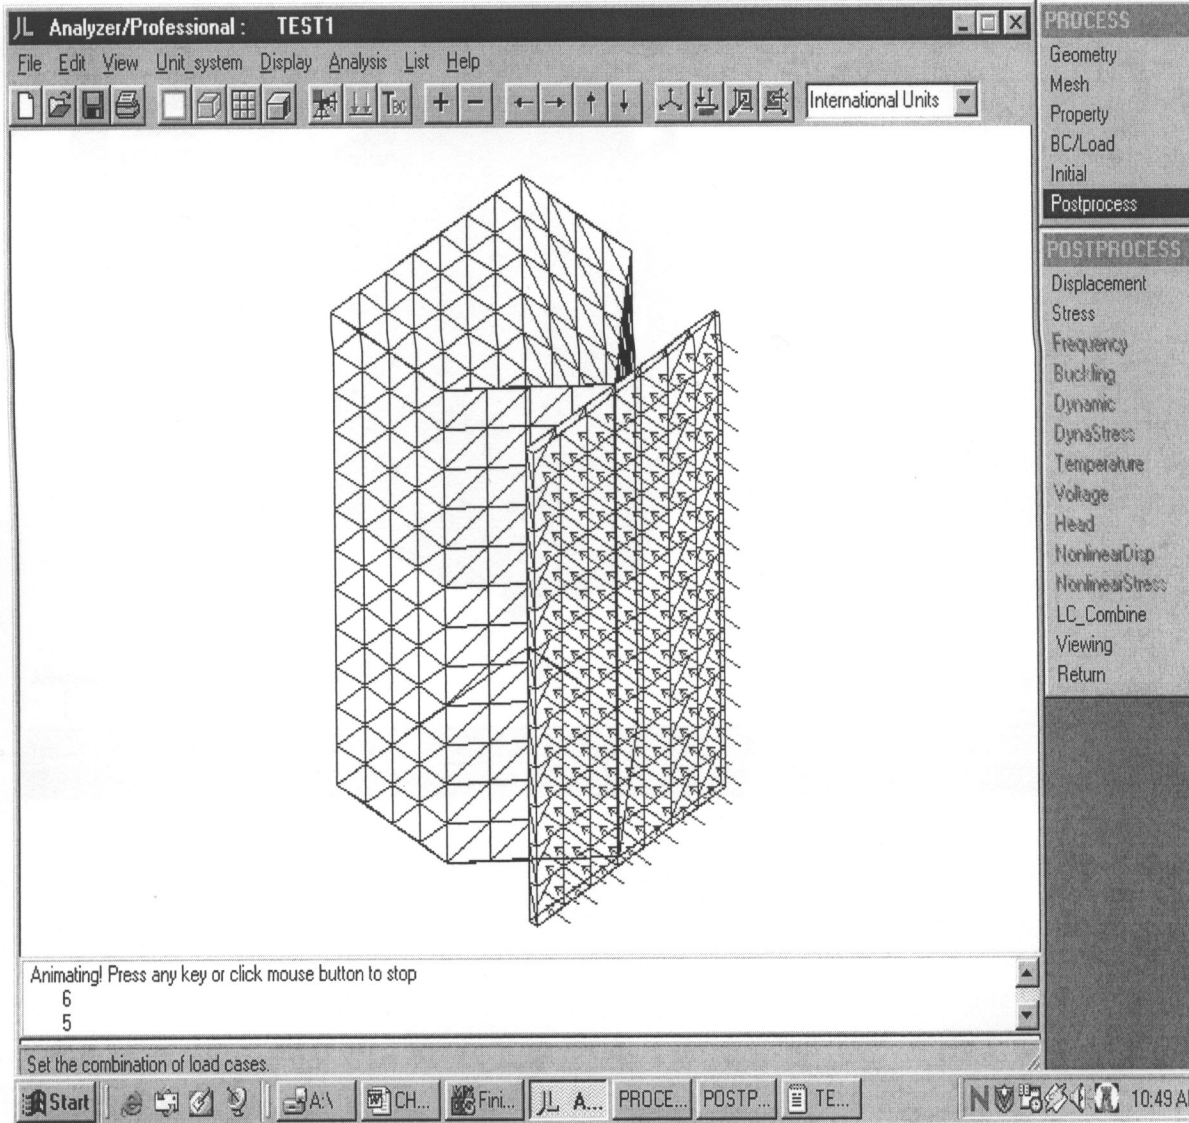 JL Analyzer/Professional : TEST1
File Edit View Unit_system Display Analysis List Help
TBC
International Units
Animating! Press any key or click mouse button to stop
6
5
Set the combination of load cases.
PROCESS
Geometry
Mesh
Property
BC/Load
Initial
Postprocess
POSTPROCESS
Displacement
Stress
Frequency
Buckling
Dynamic
DynaStress
Temperature
Voltage
Head
NonlinearDisp
NonlinearStress
LC_Combine
Viewing
Return
Start A:\ CH... Fini... JL A... PROCE... POSTP... TE... N 10:49 A